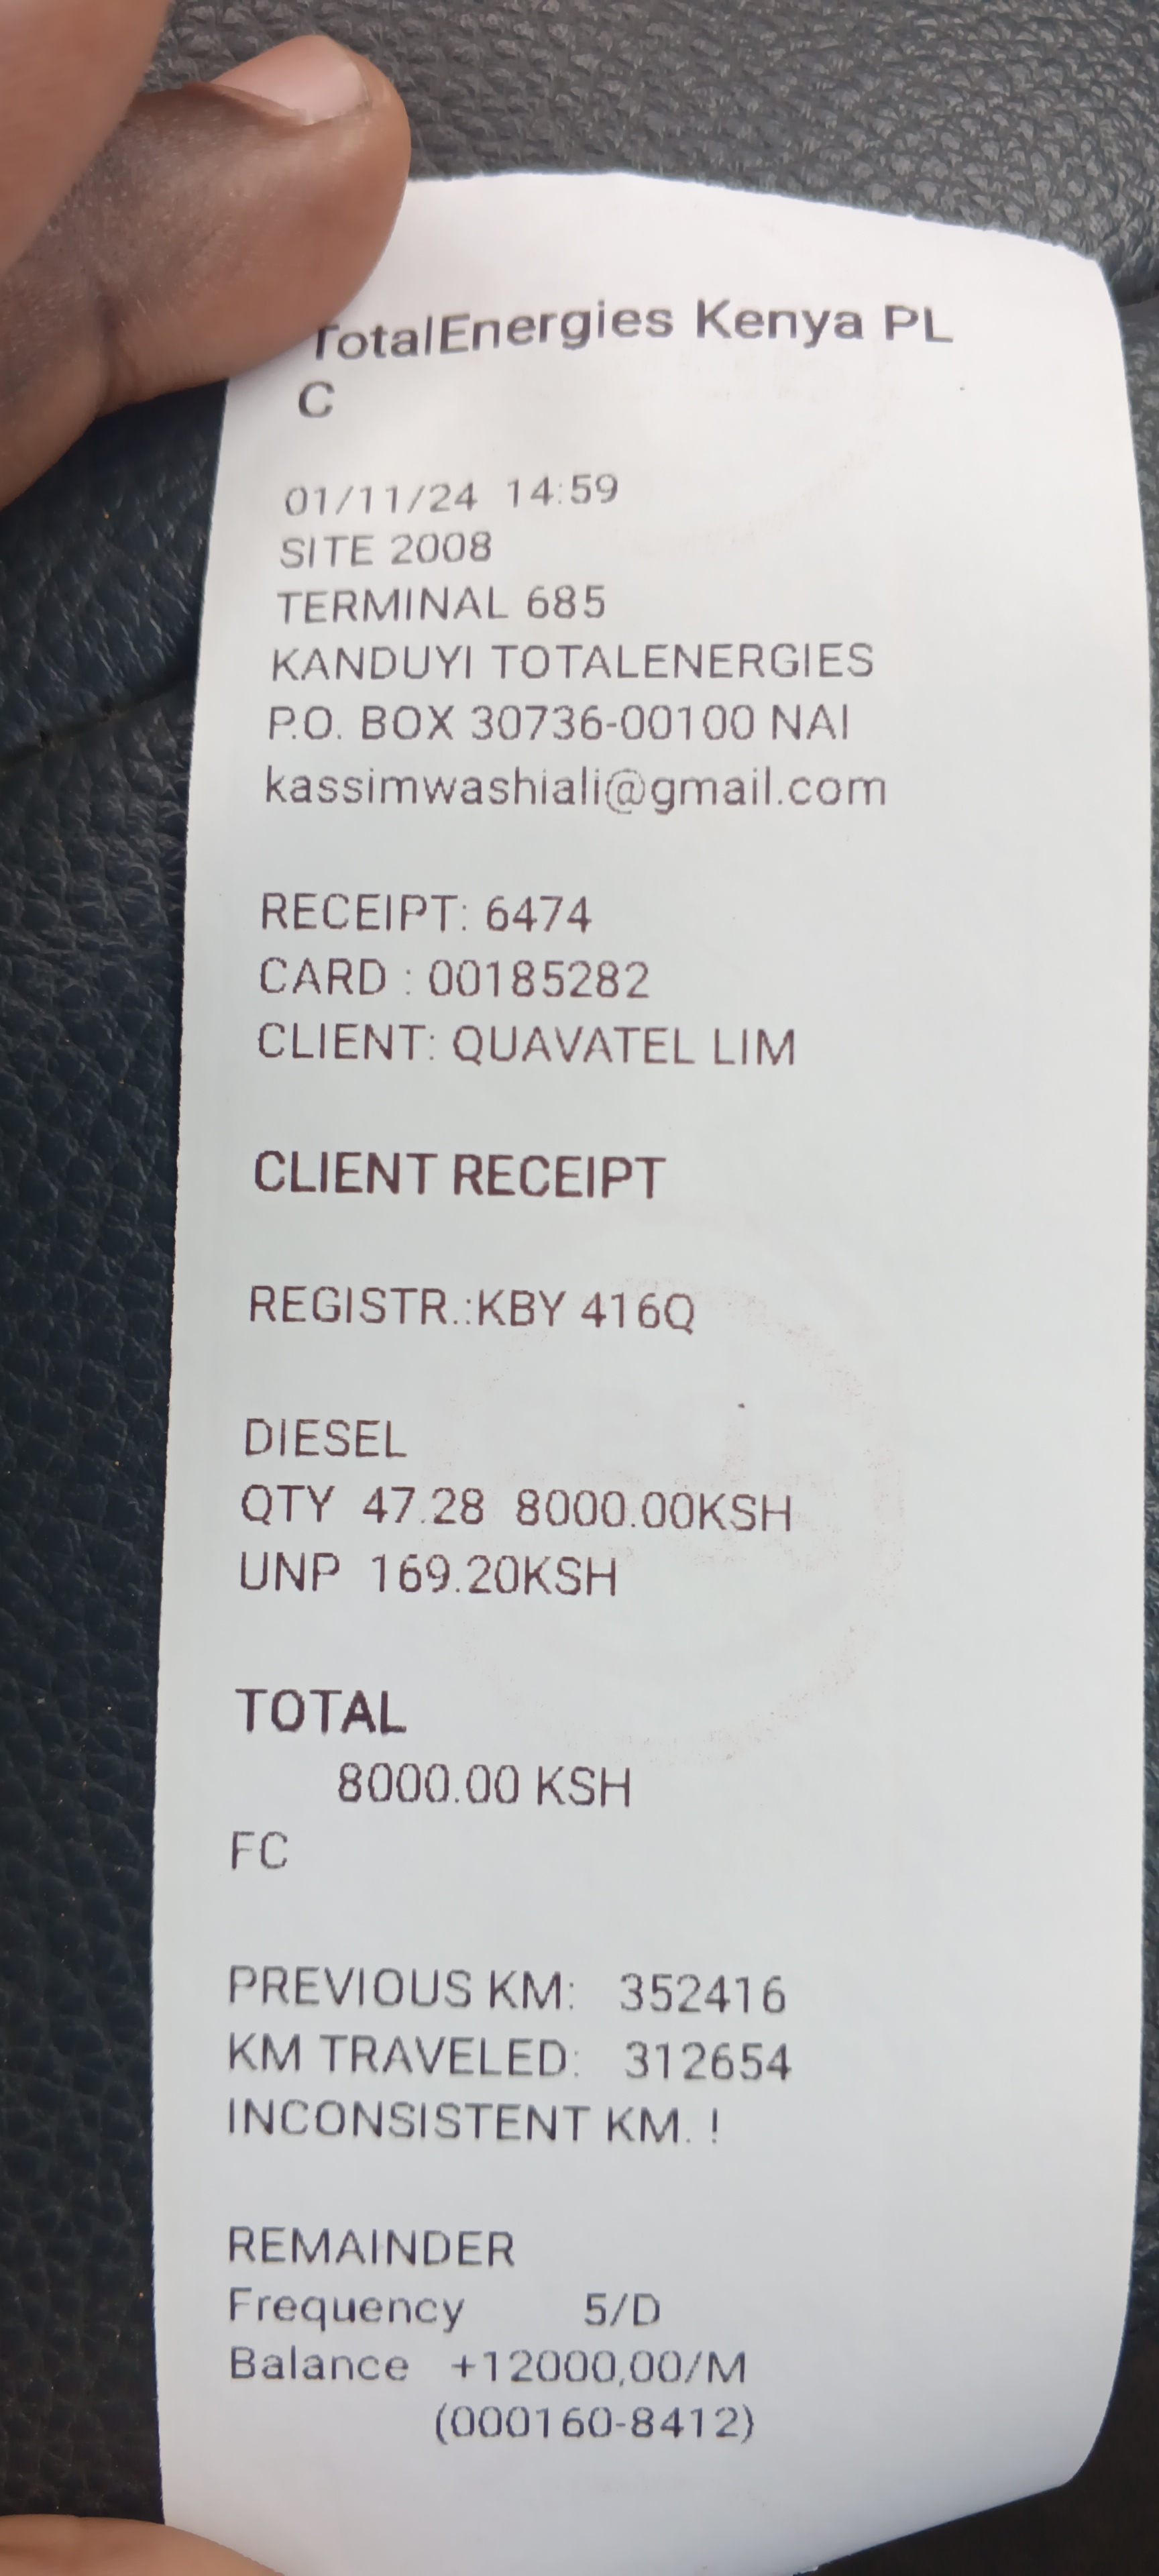 TotalEnergies Kenya PL
C
01/11/24 14:59
SITE 2008
TERMINAL 685
KANDUYI TOTALENERGIES
P.O. BOX 30736-00100 NAI
kassimwashiali@gmail.com
RECEIPT: 6474
CARD : 00185282
CLIENT: QUAVATEL LIM
CLIENT RECEIPT
REGISTR.:KBY 416Q
DIESEL
QTY 47.28 8000.00KSH
UNP 169.20KSH
TOTAL
8000.00 KSH
FC
PREVIOUS KM: 352416
KM TRAVELED: 312654
INCONSISTENT KM. !
REMAINDER
Frequency 5/D
Balance +12000,00/M
(000160-8412)